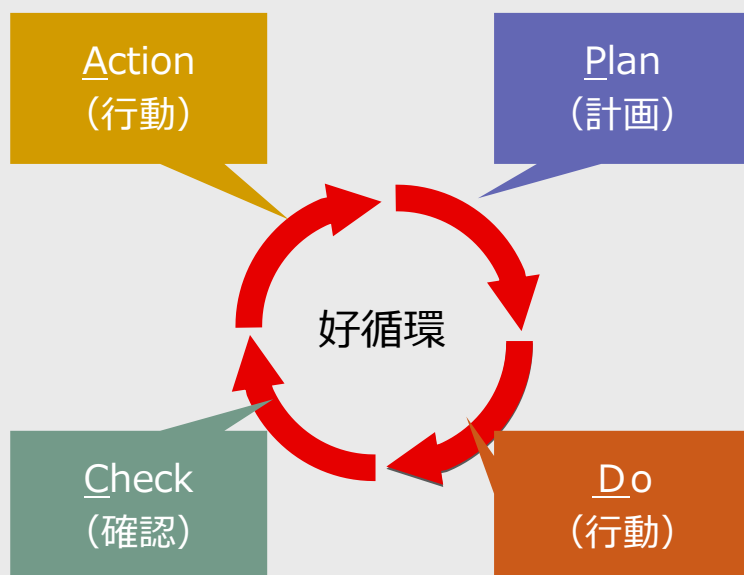 Action
（行動）
Plan
（計画）
好循環
Check
（確認）
Ｄo
（行動）